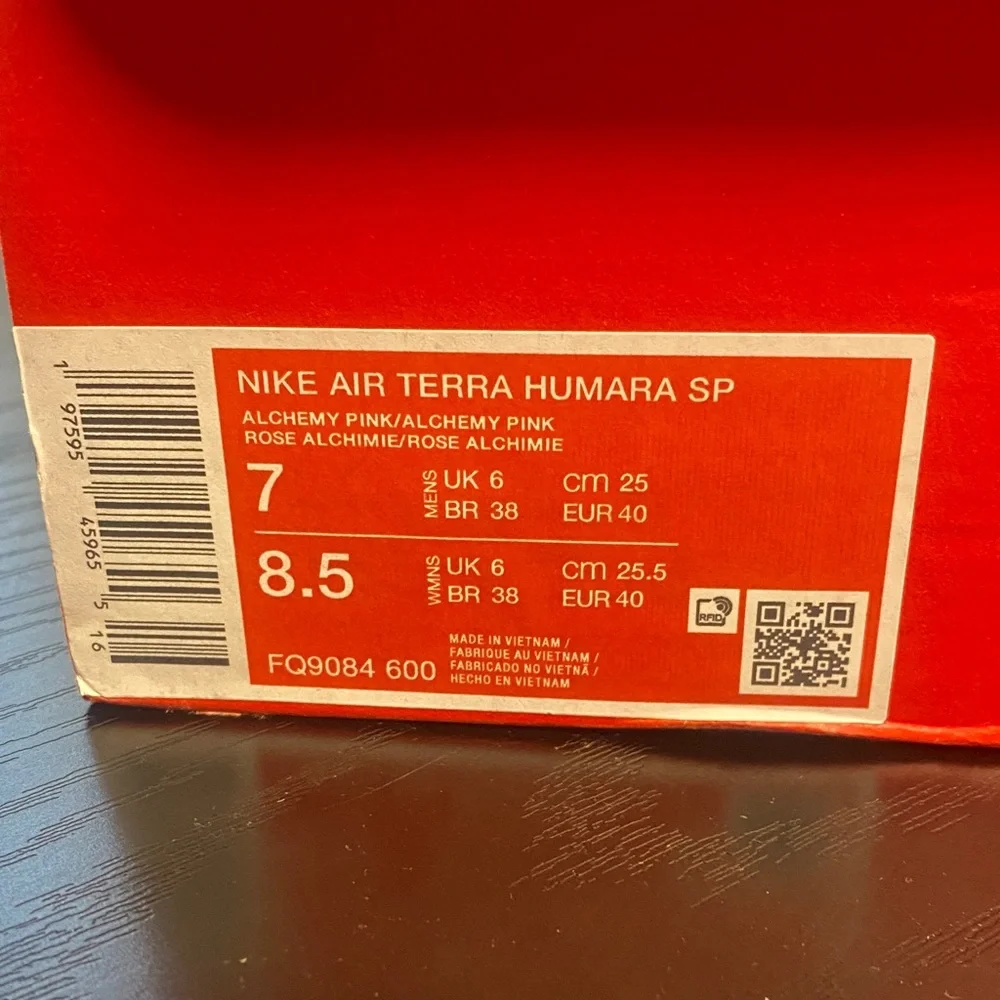 NIKE AIR TERRA HUMARA SP
ALCHEMY PINK/ALCHEMY PINK
ROSE ALCHIMIE/ROSE ALCHIMIE
7 MENS UK 6 cm 25
BR 38 EUR 40
8.5 WMNS UK 6 cm 25.5
BR 38 EUR 40
FQ9084 600
MADE IN VIETNAM /
FABRIQUE AU VIETNAM /
FABRICADO NO VIETNÃ /
HECHO EN VIETNAM
RFID
1 97595 45965 5 16